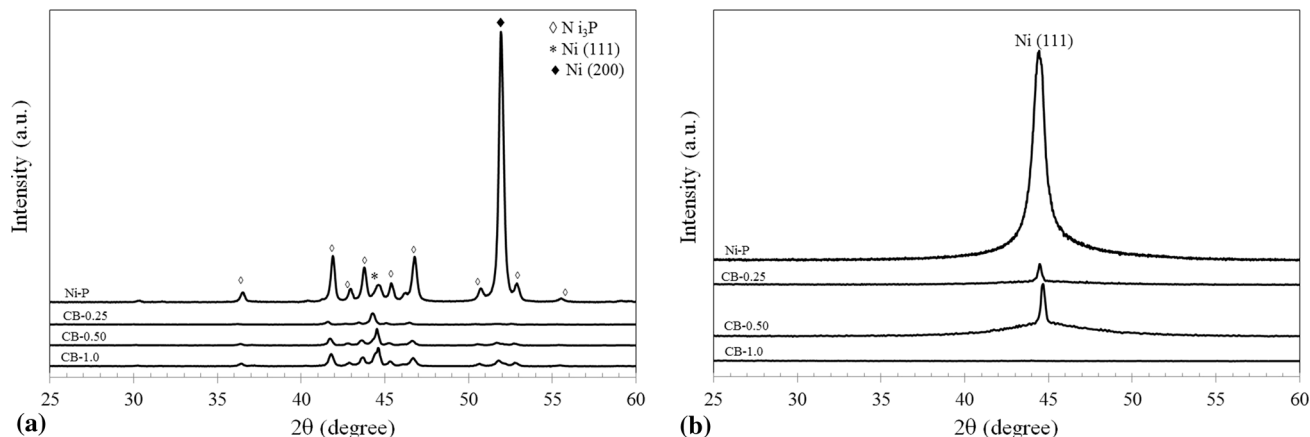 ◊ N i₃P
* Ni (111)
◆ Ni (200)
Intensity (a.u.)
Ni-P
CB-0.25
CB-0.50
CB-1.0
25 30 35 40 45 50 55 60
(a)
2θ (degree)
Ni (111)
Intensity (a.u.)
Ni-P
CB-0.25
CB-0.50
CB-1.0
25 30 35 40 45 50 55 60
(b)
2θ (degree)